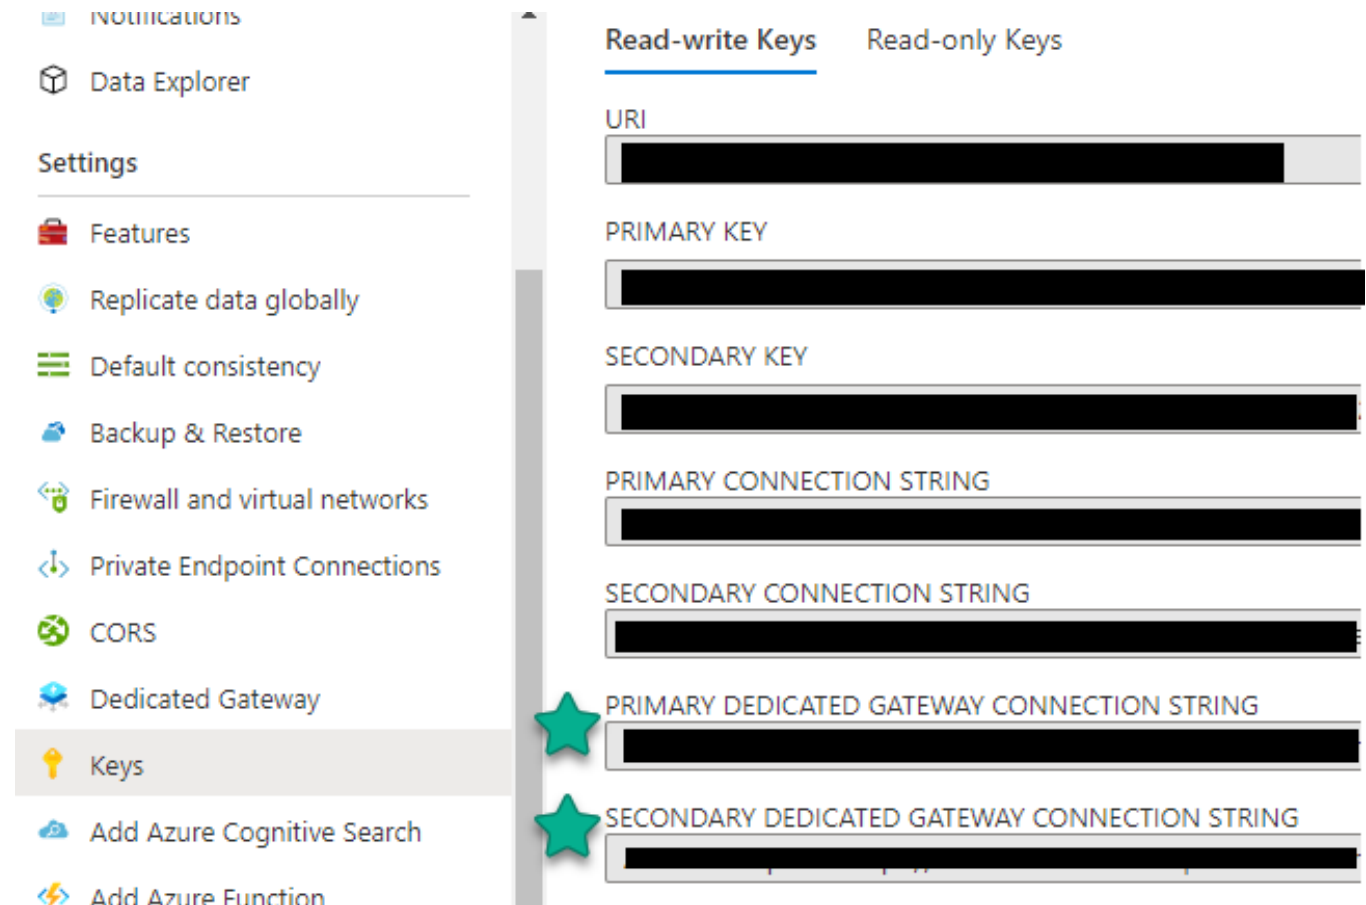 Notifications
Data Explorer
Settings
Features
Replicate data globally
Default consistency
Backup & Restore
Firewall and virtual networks
Private Endpoint Connections
CORS
Dedicated Gateway
Keys
Add Azure Cognitive Search
Add Azure Function
Read-write Keys
Read-only Keys
URI
PRIMARY KEY
SECONDARY KEY
PRIMARY CONNECTION STRING
SECONDARY CONNECTION STRING
PRIMARY DEDICATED GATEWAY CONNECTION STRING
SECONDARY DEDICATED GATEWAY CONNECTION STRING